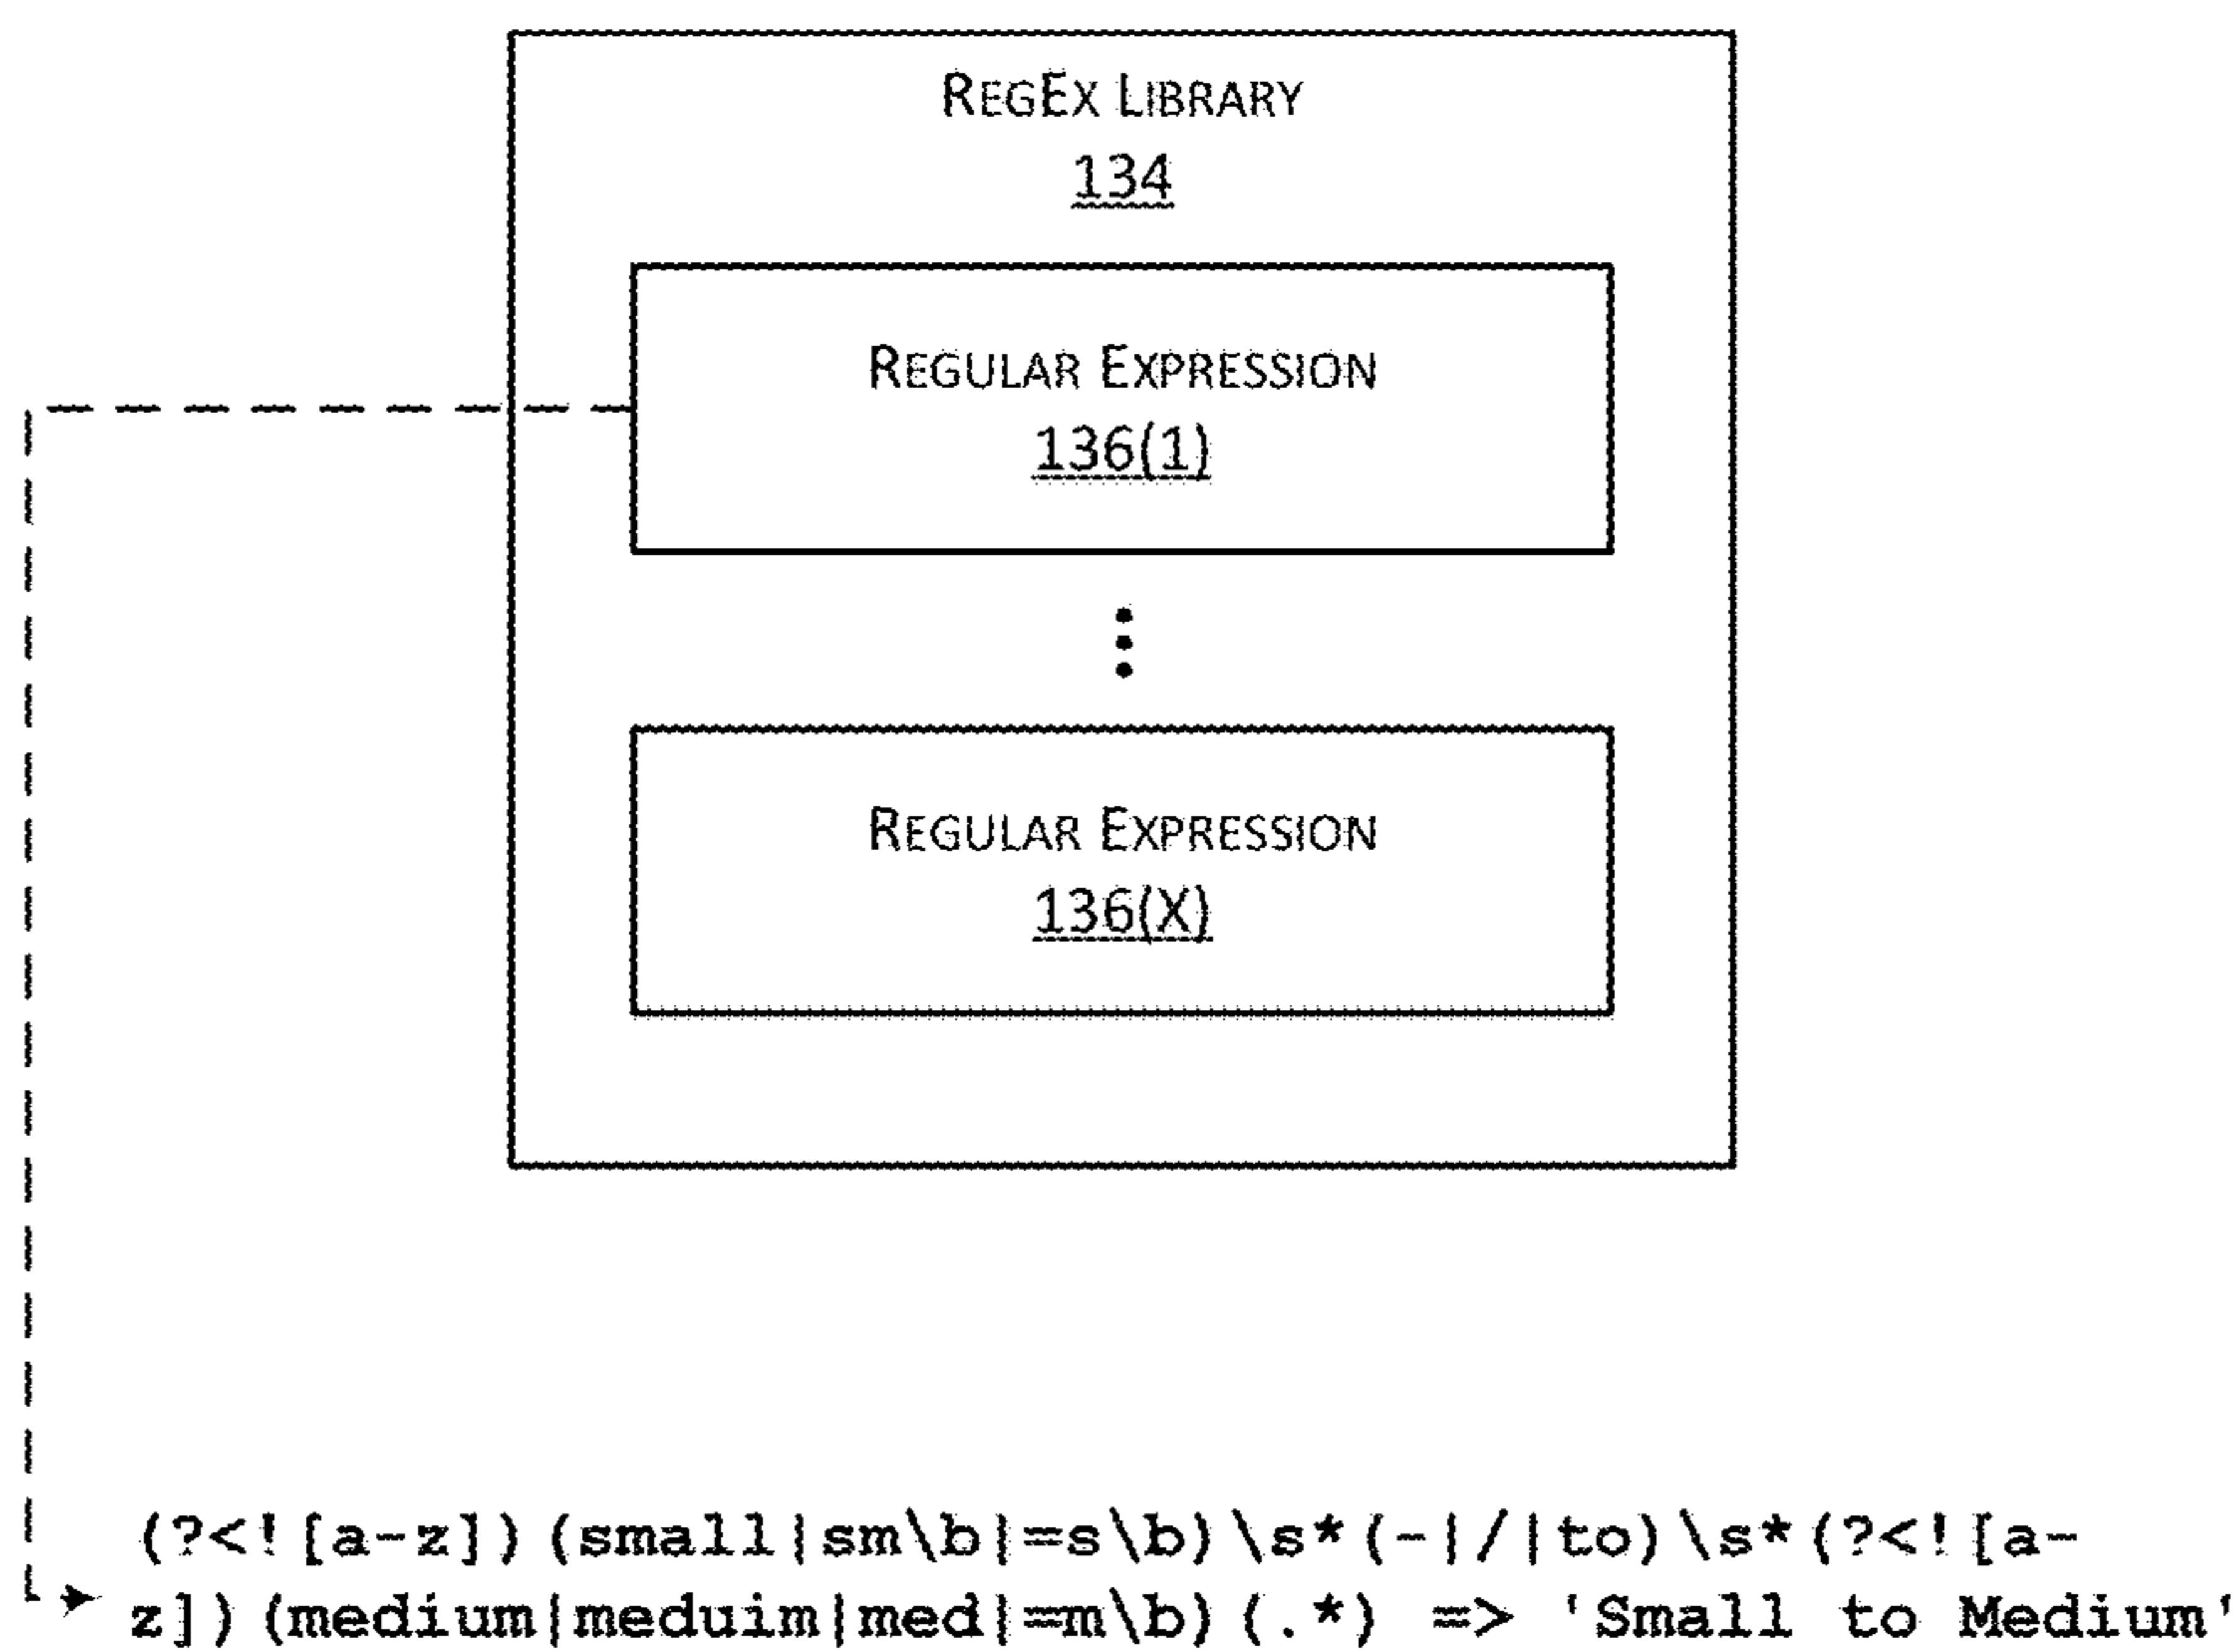 REGEX LIBRARY
134
REGULAR EXPRESSION
136(1)
REGULAR EXPRESSION
136(X)
(?<![a-z])(small|sm\b|=s\b)\s*(-|/|to)\s*(?<![a-
z])(medium|meduim|med|=m\b)(.*) => 'Small to Medium'